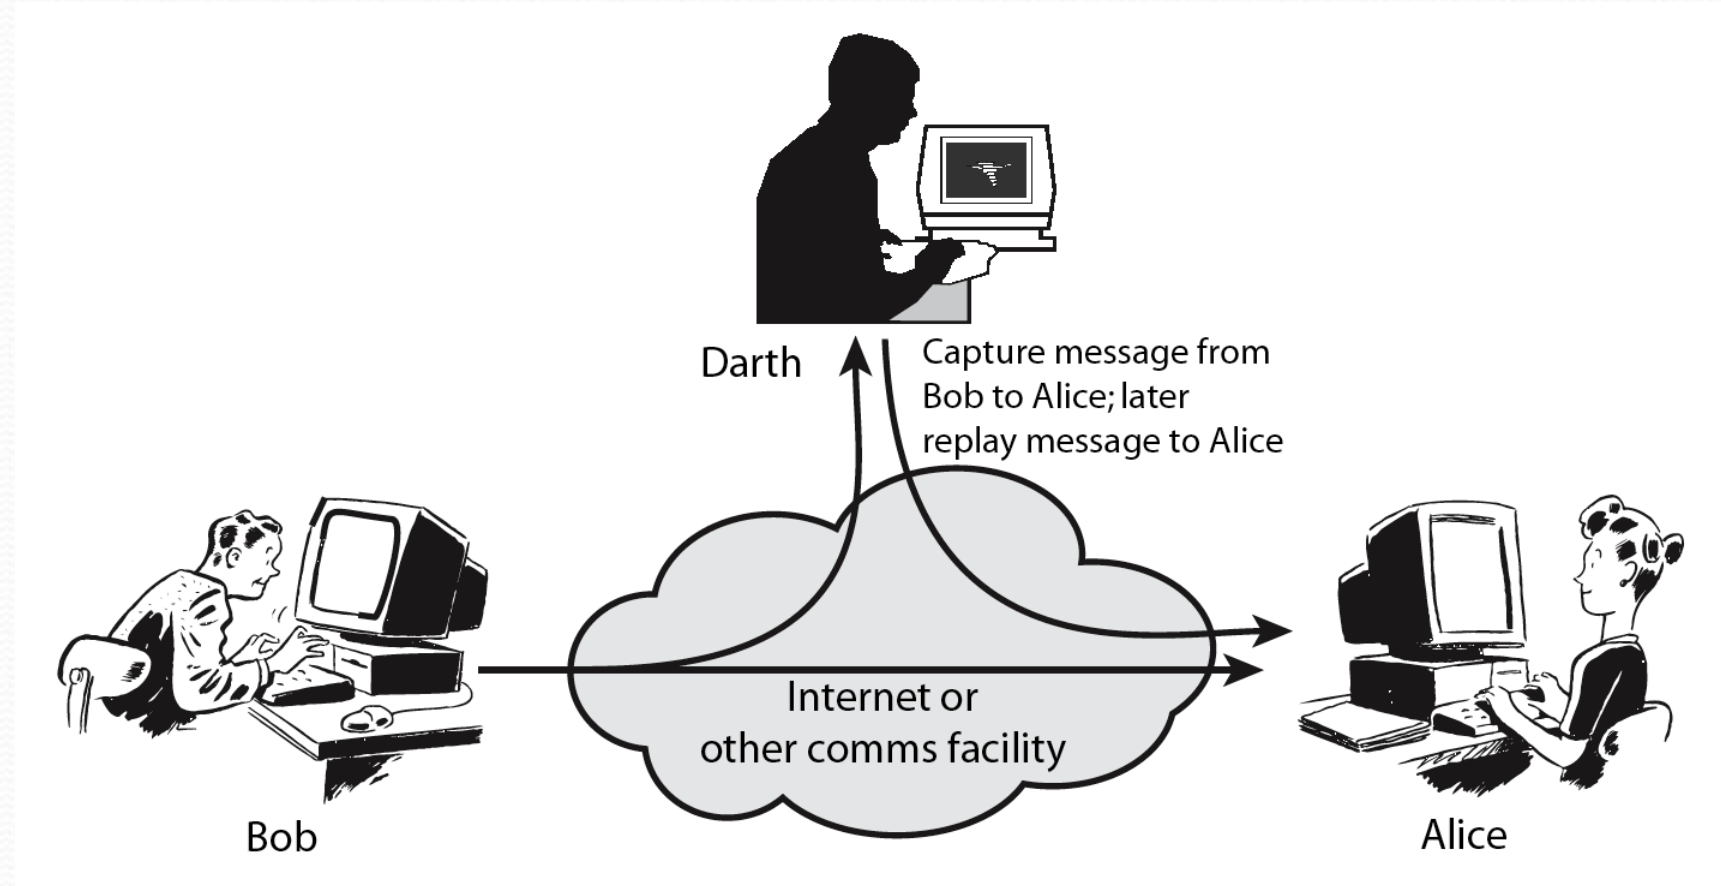 Darth
Capture message from
Bob to Alice; later
replay message to Alice
Internet or
other comms facility
Bob
Alice